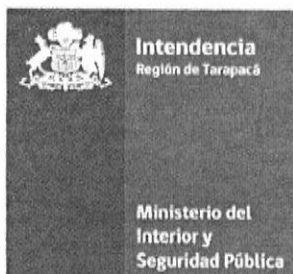 Intendencia
Región de Tarapacá
Ministerio del
Interior y
Seguridad Pública